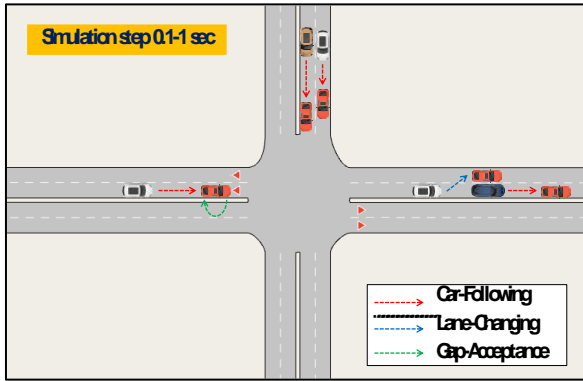 Simulation step 0.1-1 sec
Car-Following
Lane-Changing
Gap-Acceptance